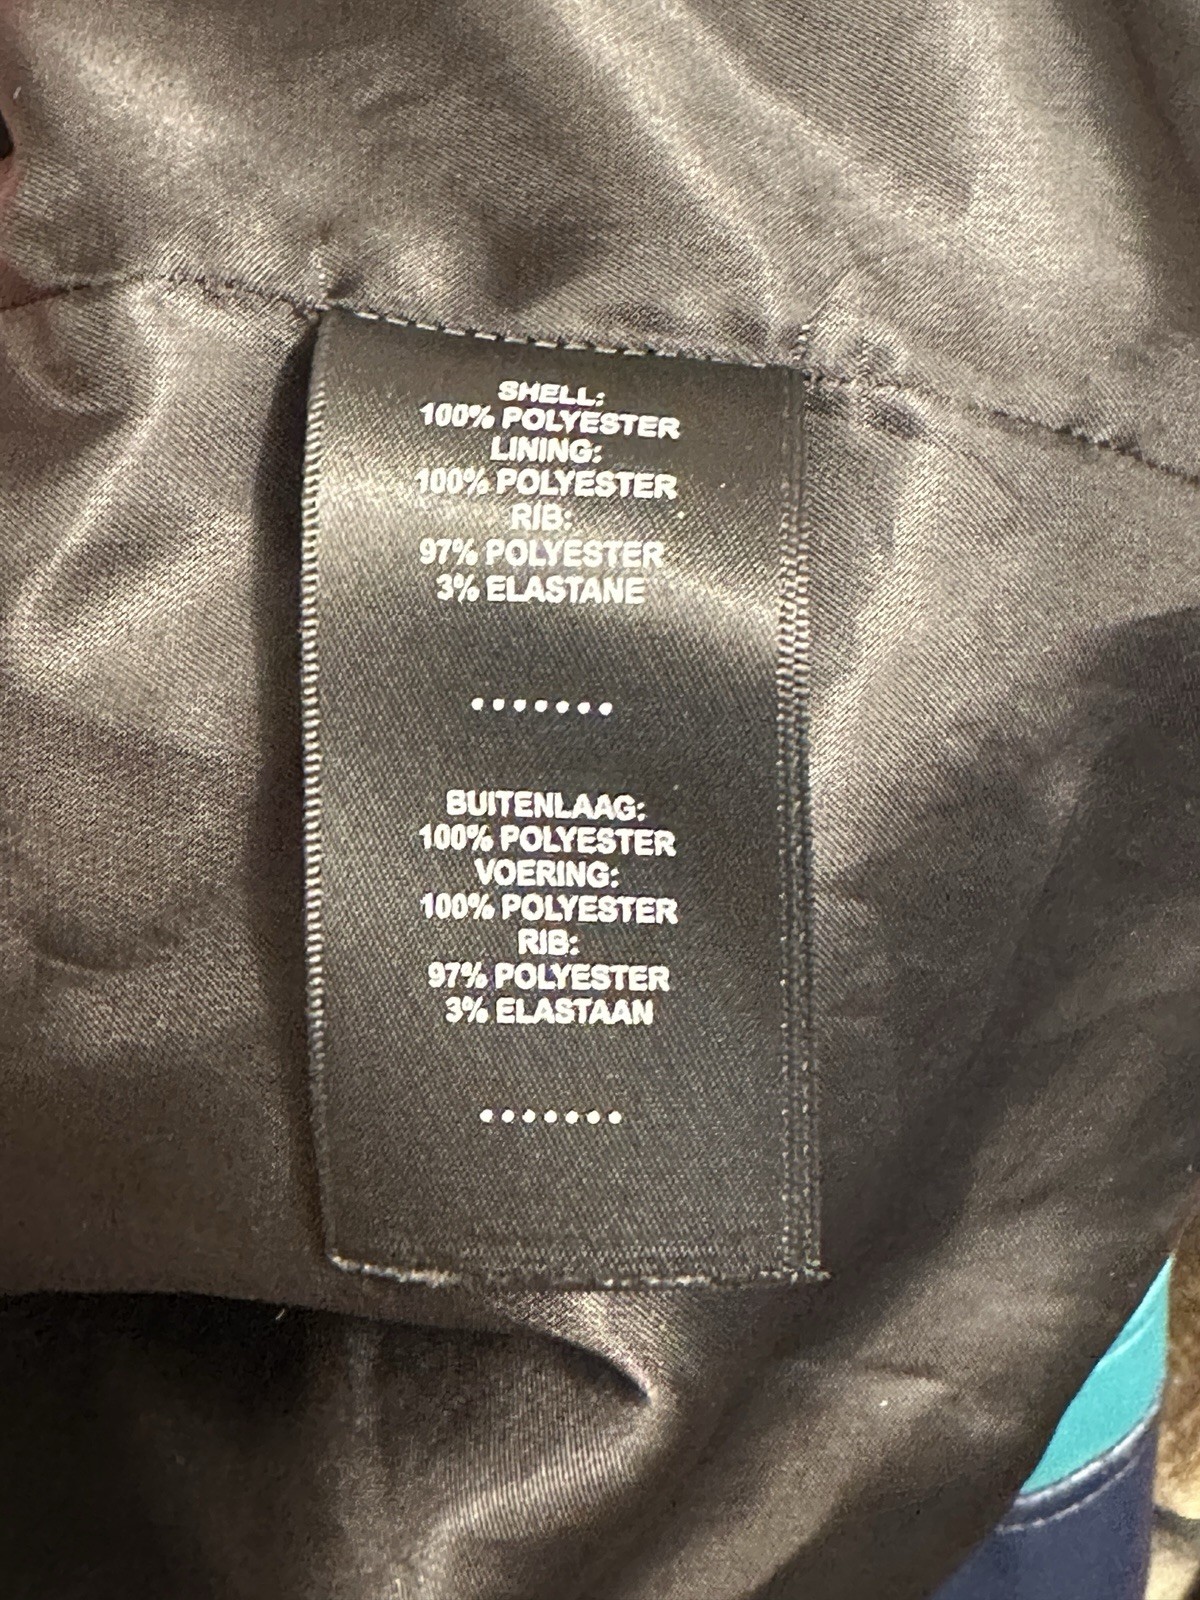 SHELL:
100% POLYESTER
LINING:
100% POLYESTER
RIB:
97% POLYESTER
3% ELASTANE
.......
BUITENLAAG:
100% POLYESTER
VOERING:
100% POLYESTER
RIB:
97% POLYESTER
3% ELASTAAN
.......